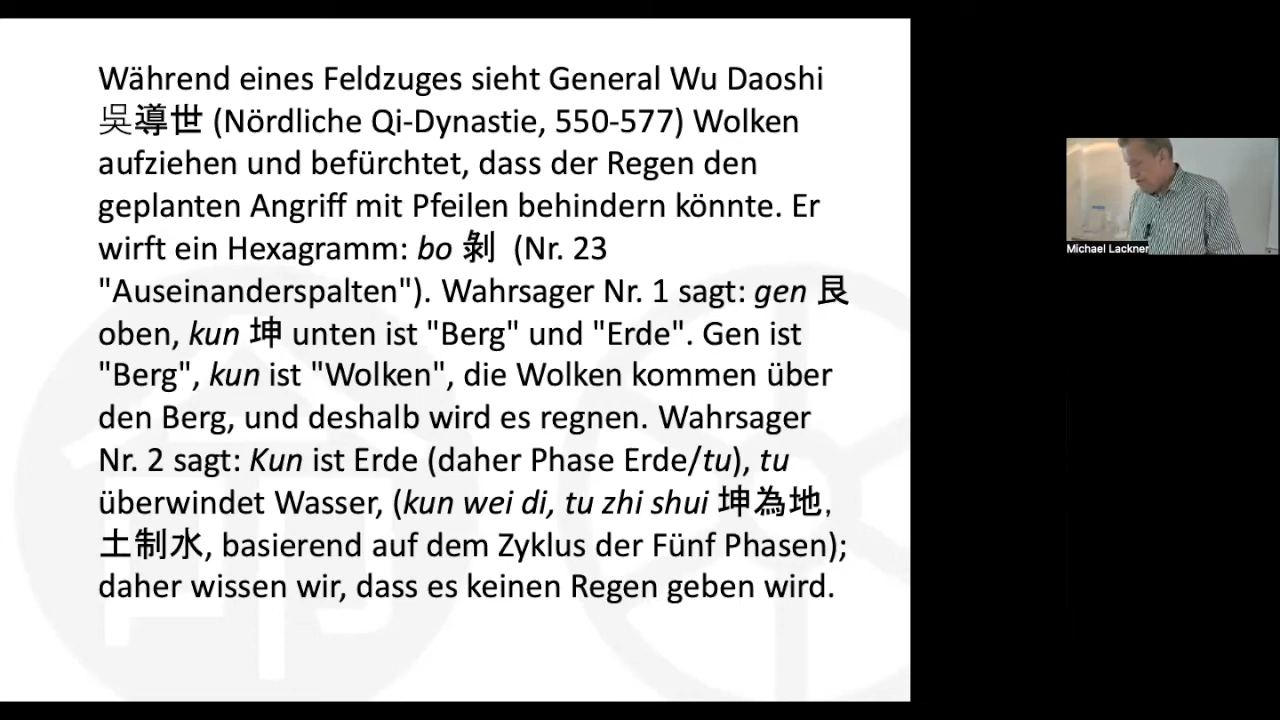 Während eines Feldzuges sieht General Wu Daoshi
吳導世 (Nördliche Qi-Dynastie, 550-577) Wolken
aufziehen und befürchtet, dass der Regen den
geplanten Angriff mit Pfeilen behindern könnte. Er
wirft ein Hexagramm: bo 剝 (Nr. 23
"Auseinanderspalten"). Wahrsager Nr. 1 sagt: gen 艮
oben, kun 坤 unten ist "Berg" und "Erde". Gen ist
"Berg", kun ist "Wolken", die Wolken kommen über
den Berg, und deshalb wird es regnen. Wahrsager
Nr. 2 sagt: Kun ist Erde (daher Phase Erde/tu), tu
überwindet Wasser, (kun wei di, tu zhi shui 坤為地,
土制水, basierend auf dem Zyklus der Fünf Phasen);
daher wissen wir, dass es keinen Regen geben wird.
Michael Lackner